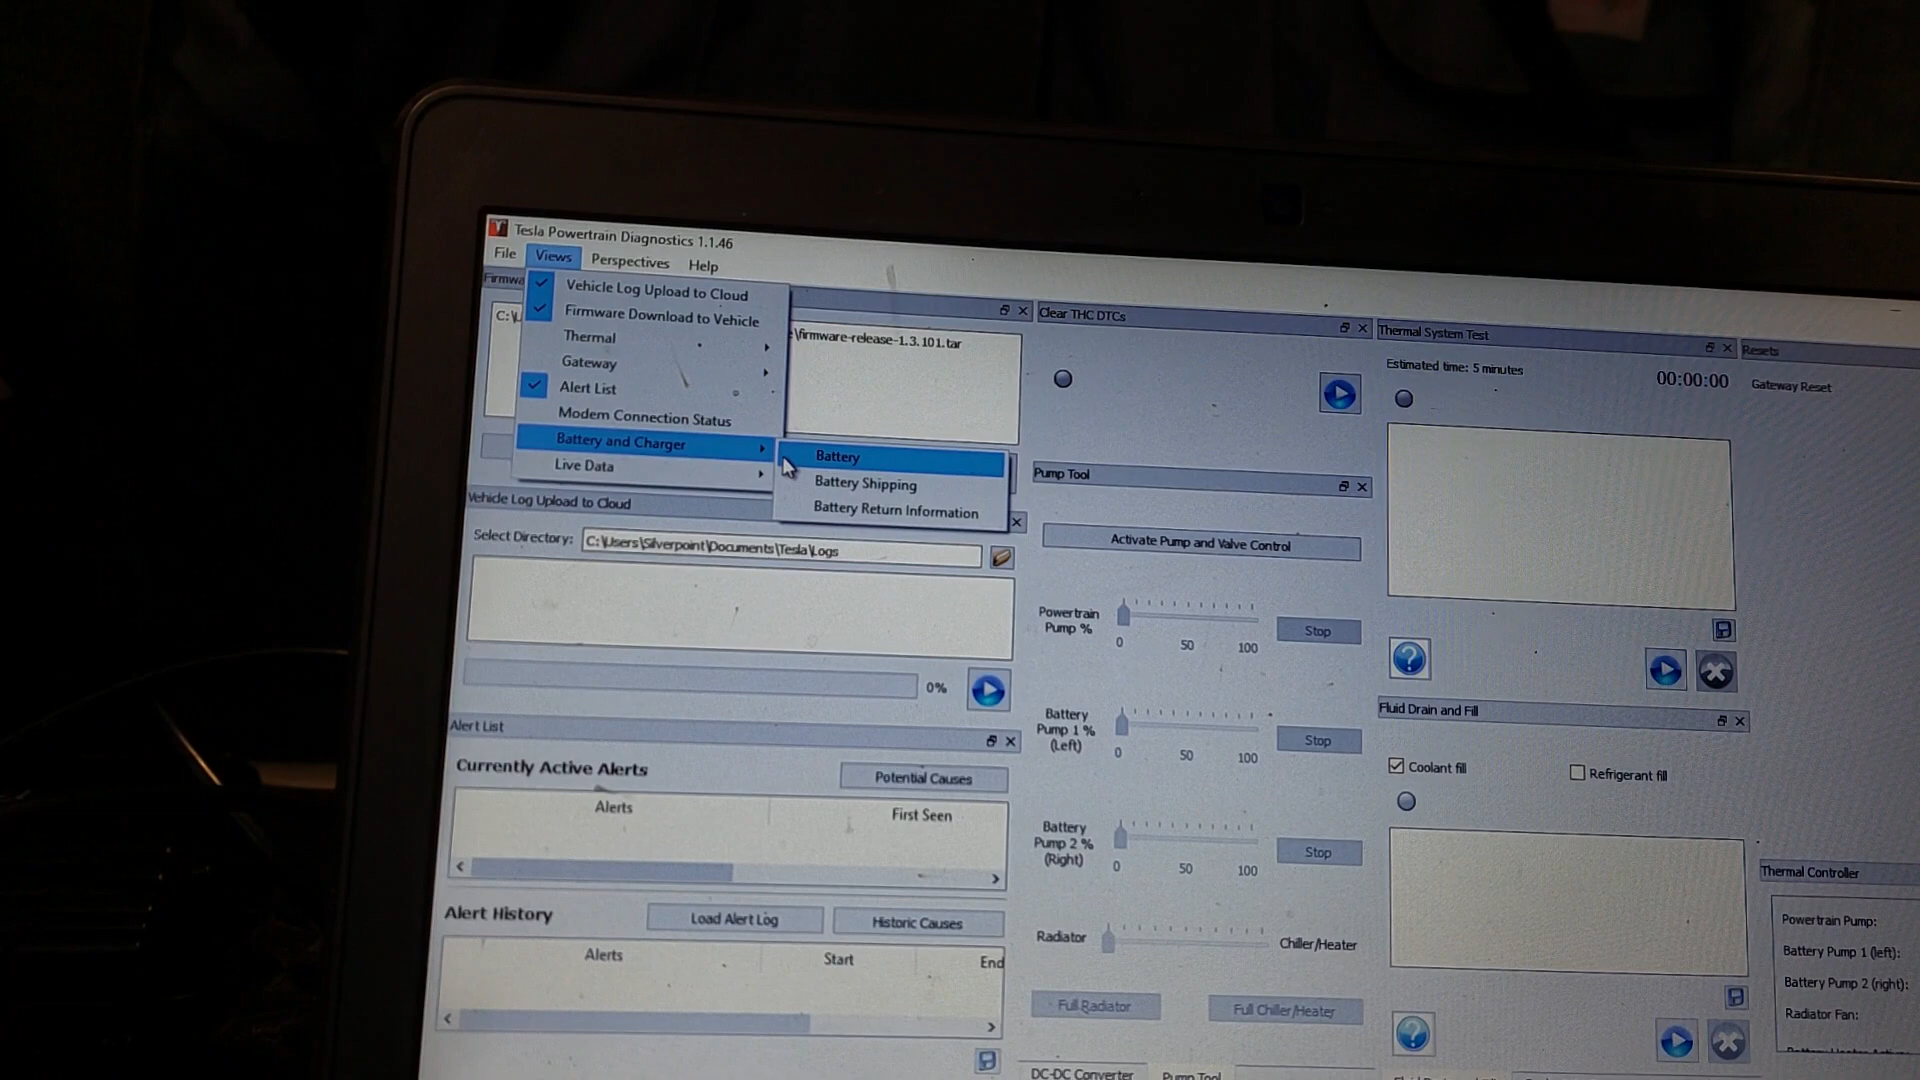 Tesla Powertrain Diagnostics 1.1.46
File Views Perspectives Help
Vehicle Log Upload to Cloud
Firmware Download to Vehicle
Thermal
Gateway
Alert List
Modem Connection Status
Battery and Charger
Live Data
Battery
Battery Shipping
Battery Return Information
\firmware-release-1.3.101.tar
Vehicle Log Upload to Cloud
Select Directory: C:\Users\Silverpoint\Documents\Tesla\Logs
0%
Alert List
Currently Active Alerts
Potential Causes
Alerts First Seen
Alert History
Load Alert Log
Historic Causes
Alerts Start End
Clear THC DTCs
Pump Tool
Activate Pump and Valve Control
Powertrain
Pump %
0 50 100
Stop
Battery
Pump 1 %
(Left)
0 50 100
Stop
Battery
Pump 2 %
(Right)
0 50 100
Stop
Radiator
Chiller/Heater
Full Radiator
Full Chiller/Heater
DC-DC Converter
Pump Tool
Thermal System Test
Estimated time: 5 minutes
00:00:00
Fluid Drain and Fill
Coolant fill
Refrigerant fill
Resets
Gateway Reset
Thermal Controller
Powertrain Pump:
Battery Pump 1 (left):
Battery Pump 2 (right):
Radiator Fan: